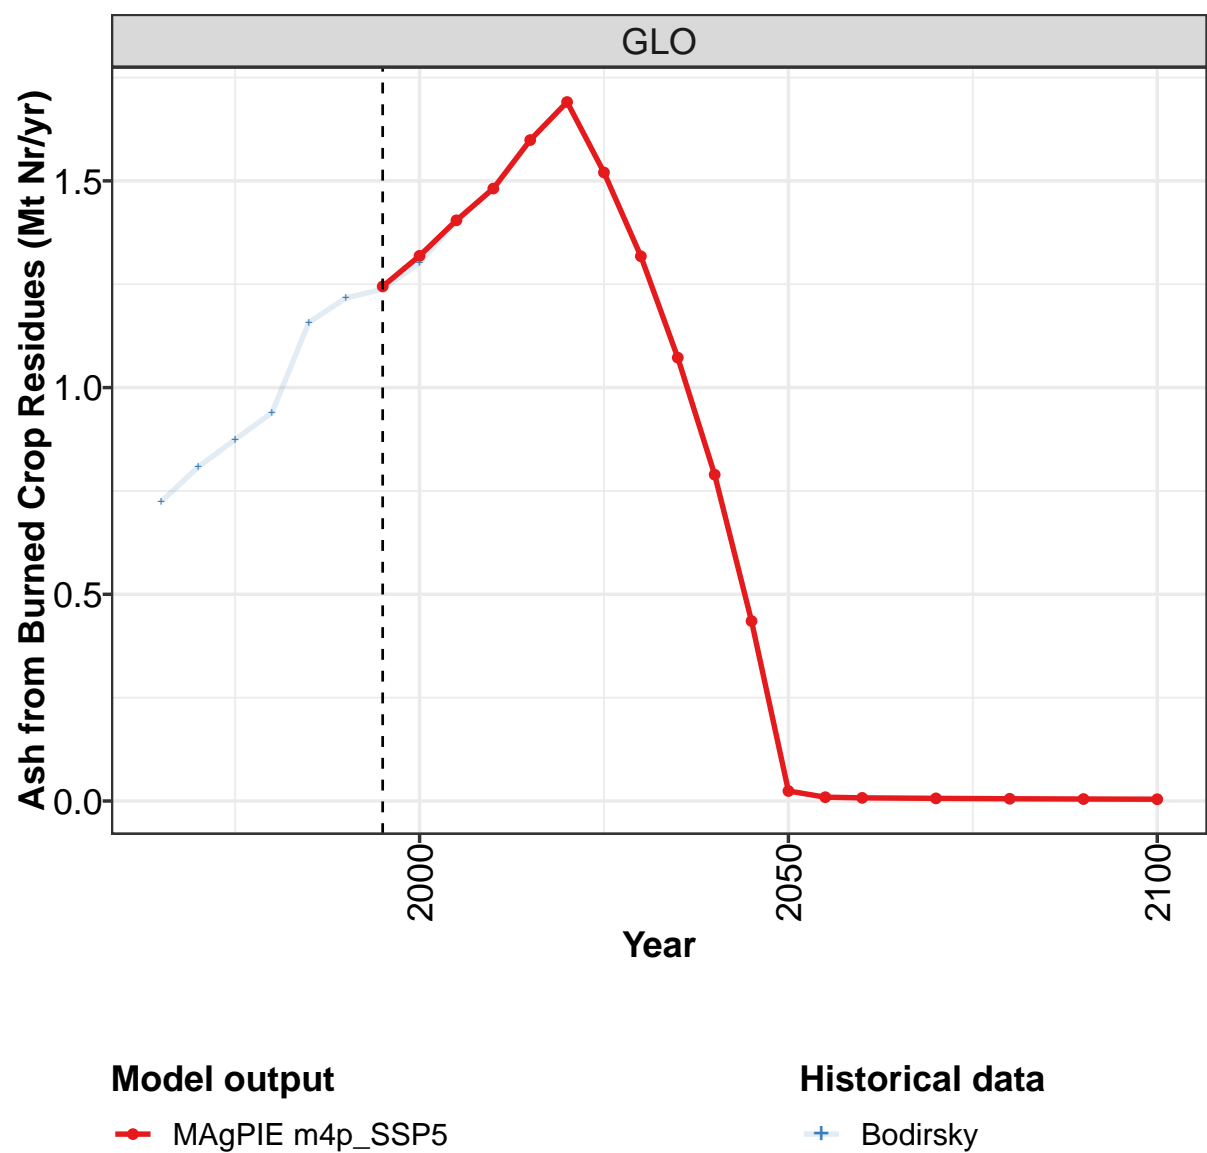 GLO
Ash from Burned Crop Residues (Mt Nr/yr)
1.5
1.0
0.5
0.0
2000
2050
2100
Year
Model output
MAgPIE m4p_SSP5
Historical data
Bodirsky